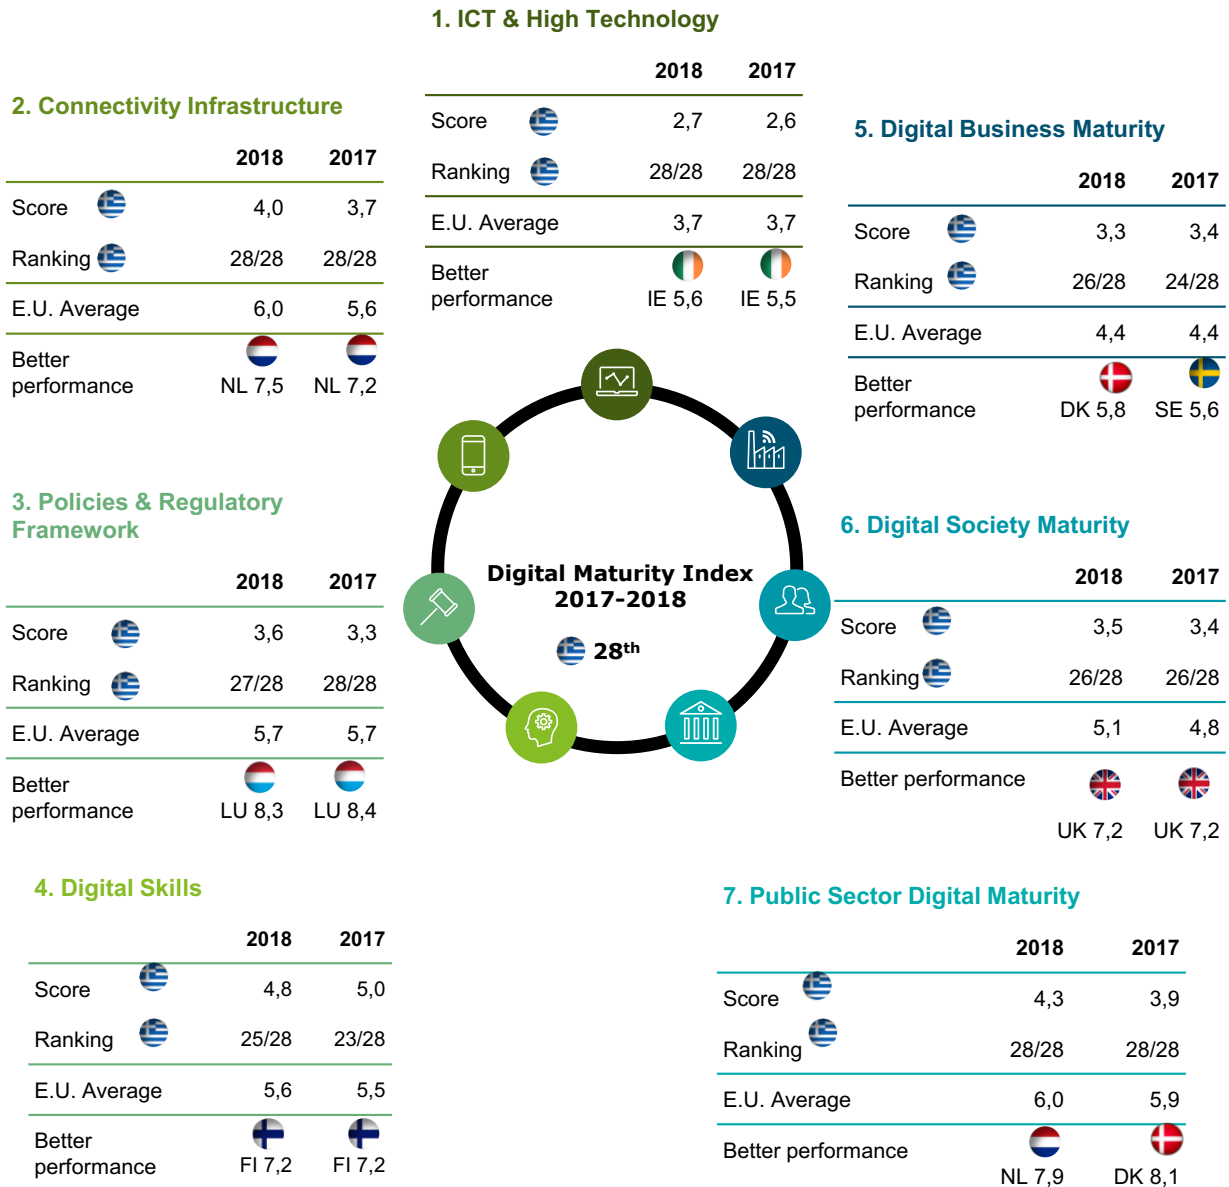 1. ICT & High Technology
2018 2017
Score 2,7 2,6
Ranking 28/28 28/28
E.U. Average 3,7 3,7
Better
performance IE 5,6 IE 5,5
2. Connectivity Infrastructure
2018 2017
Score 4,0 3,7
Ranking 28/28 28/28
E.U. Average 6,0 5,6
Better
performance NL 7,5 NL 7,2
3. Policies & Regulatory
Framework
2018 2017
Score 3,6 3,3
Ranking 27/28 28/28
E.U. Average 5,7 5,7
Better
performance LU 8,3 LU 8,4
4. Digital Skills
2018 2017
Score 4,8 5,0
Ranking 25/28 23/28
E.U. Average 5,6 5,5
Better
performance FI 7,2 FI 7,2
Digital Maturity Index
2017-2018
28th
5. Digital Business Maturity
2018 2017
Score 3,3 3,4
Ranking 26/28 24/28
E.U. Average 4,4 4,4
Better
performance DK 5,8 SE 5,6
6. Digital Society Maturity
2018 2017
Score 3,5 3,4
Ranking 26/28 26/28
E.U. Average 5,1 4,8
Better performance
UK 7,2 UK 7,2
7. Public Sector Digital Maturity
2018 2017
Score 4,3 3,9
Ranking 28/28 28/28
E.U. Average 6,0 5,9
Better performance
NL 7,9 DK 8,1